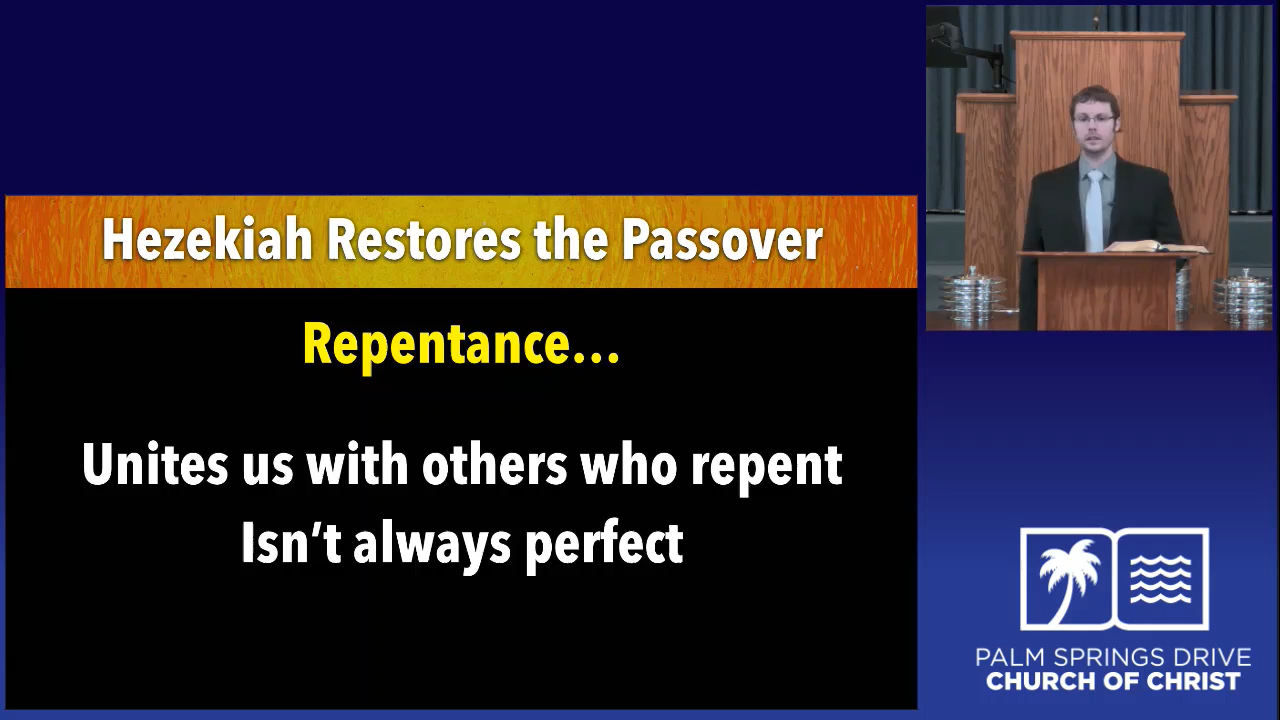 Hezekiah Restores the Passover
Repentance…
Unites us with others who repent
Isn’t always perfect
PALM SPRINGS DRIVE
CHURCH OF CHRIST